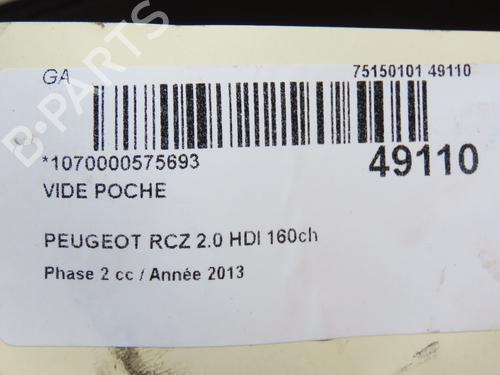 GA 75150101 49110
*1070000575693 49110
VIDE POCHE
PEUGEOT RCZ 2.0 HDI 160ch
Phase 2 cc / Année 2013
B-PARTS